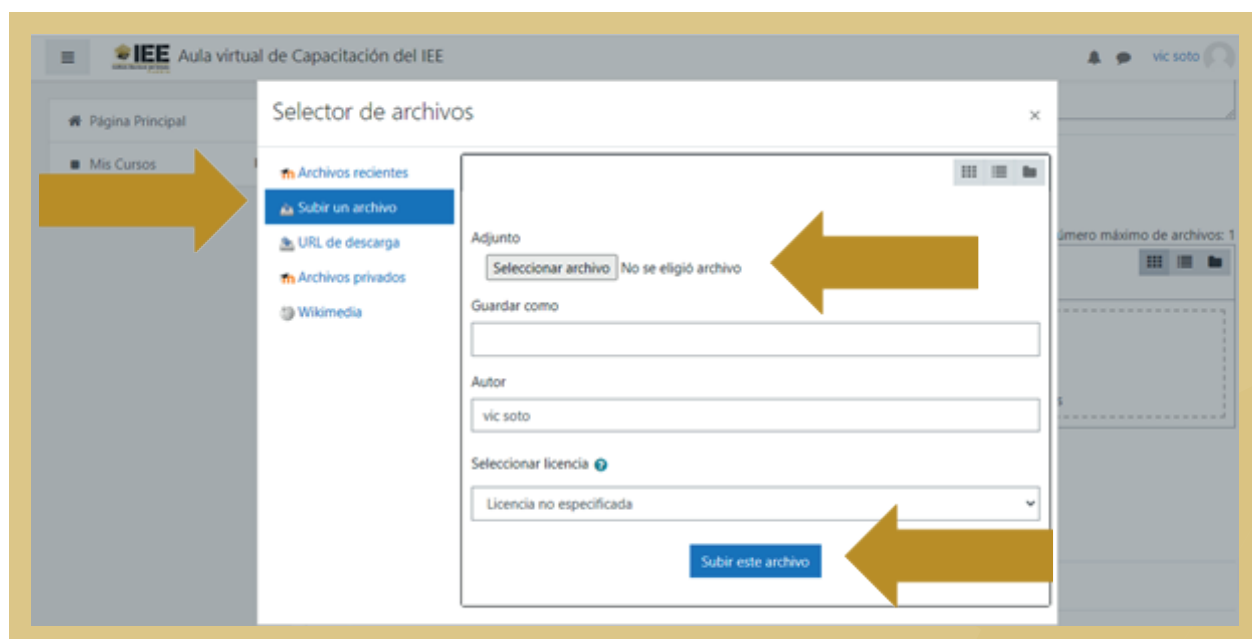 IEE Aula virtual de Capacitación del IEE
vic soto
Página Principal
Mis Cursos
Selector de archivos
×
Archivos recientes
Subir un archivo
URL de descarga
Archivos privados
Wikimedia
Adjunto
Seleccionar archivo No se eligió archivo
Guardar como
Autor
vic soto
Seleccionar licencia
Licencia no especificada
Subir este archivo
úmero máximo de archivos: 1